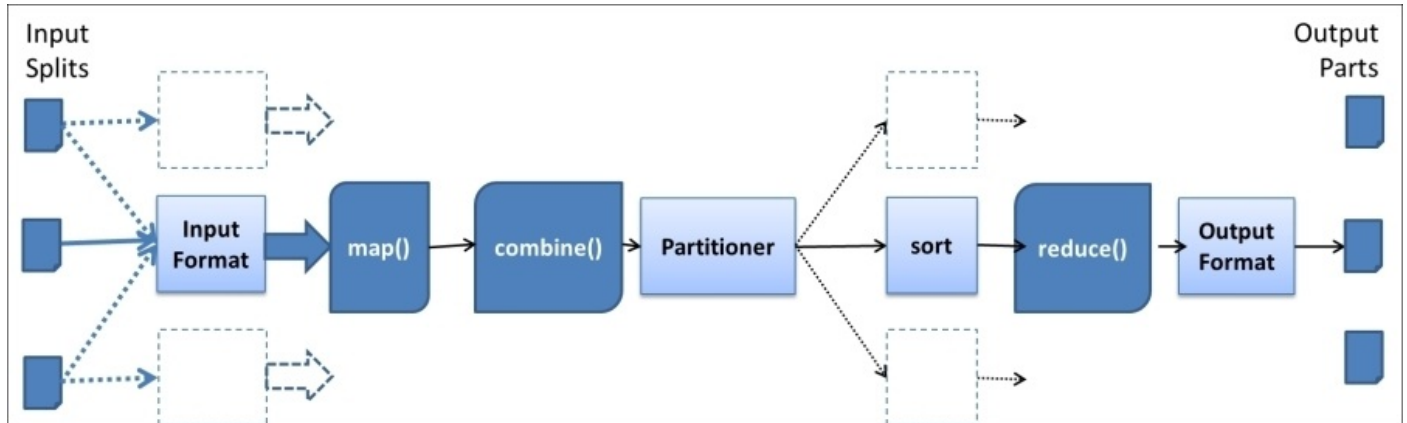 Input
Splits
Output
Parts
Input
Format
map()
combine()
Partitioner
sort
reduce()
Output
Format